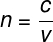 n = c/v